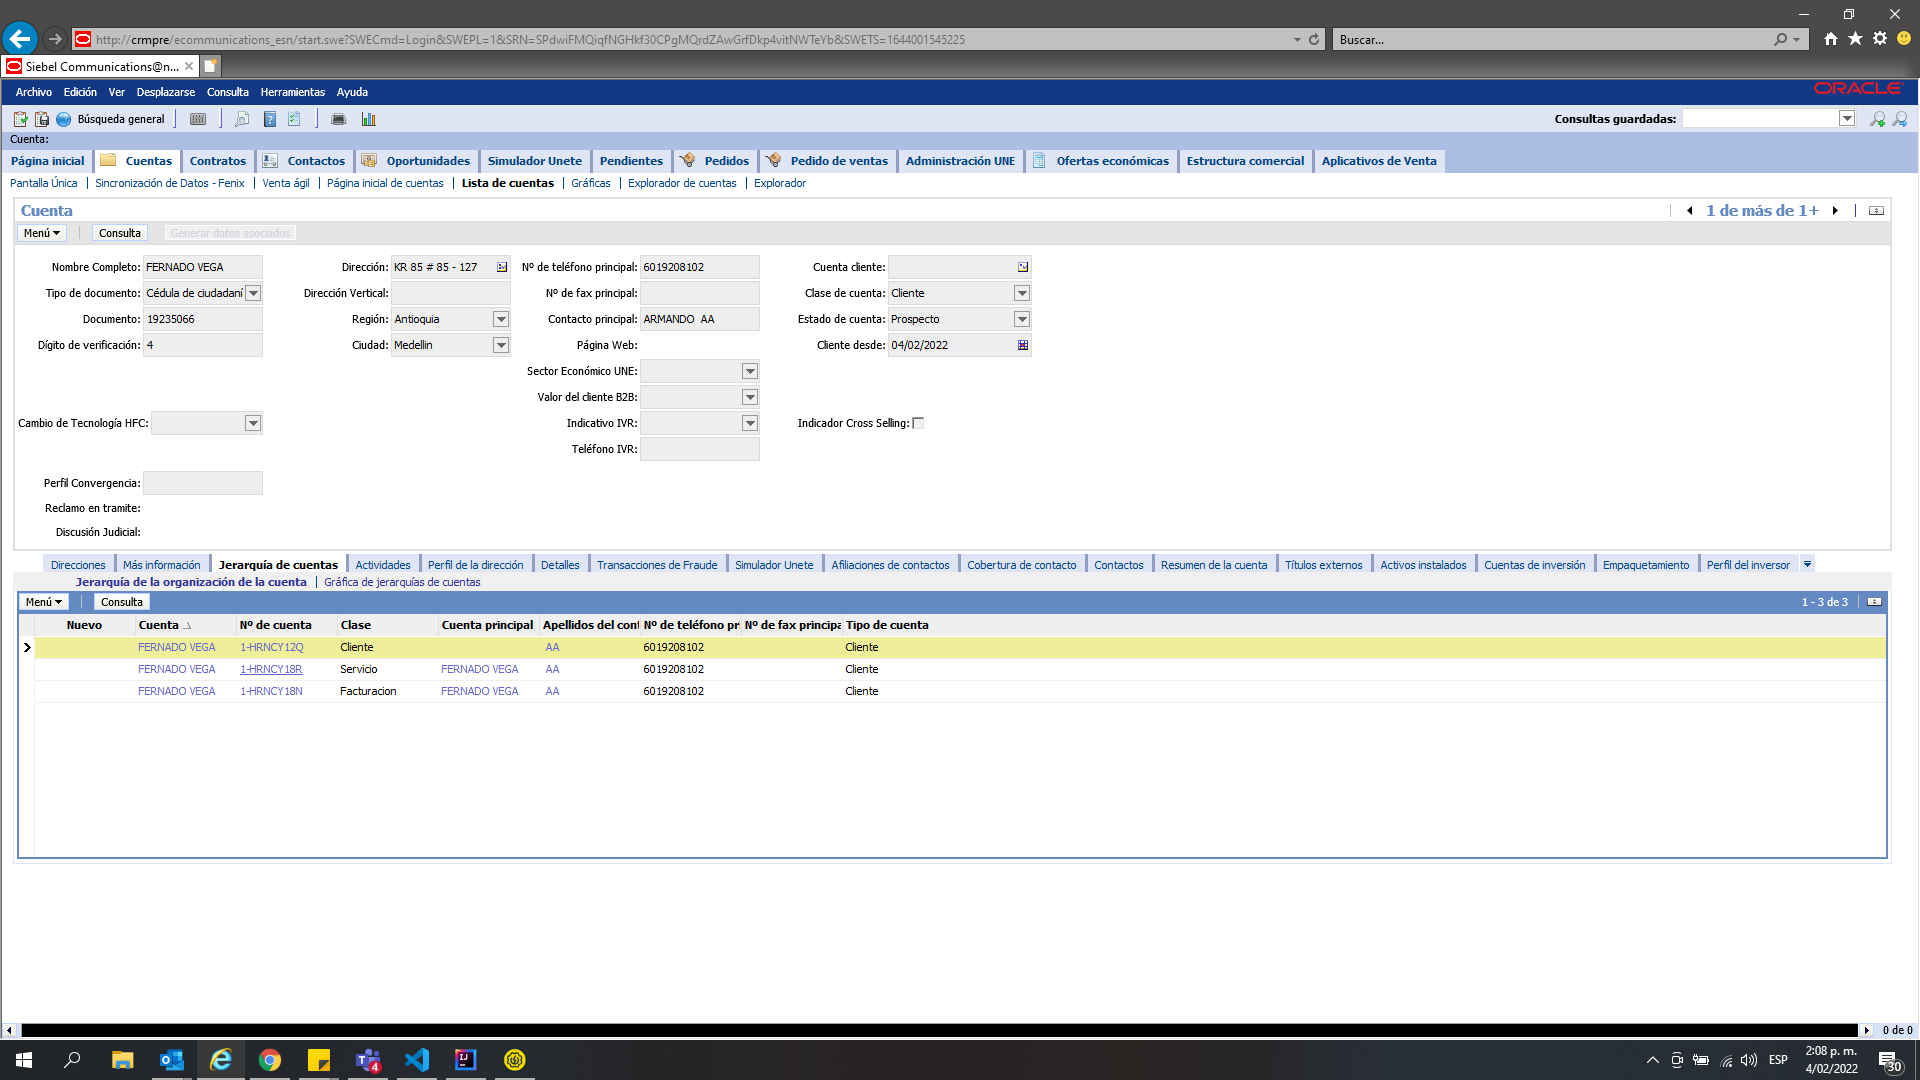 http://crmpre/ecommunications_esn/start.swe?SWECmd=Login&SWEPL=1&SRN=SPdwiFMQiqfNGHkf30CPgMQrdZAwGrfDkp4vitNWTeYb&SWETS=1644001545225
Buscar...
Siebel Communications@n...
Archivo Edición Ver Desplazarse Consulta Herramientas Ayuda
ORACLE
Búsqueda general
Consultas guardadas:
Cuenta:
Página inicial Cuentas Contratos Contactos Oportunidades Simulador Unete Pendientes Pedidos Pedido de ventas Administración UNE Ofertas económicas Estructura comercial Aplicativos de Venta
Pantalla Única Sincronización de Datos - Fenix Venta ágil Página inicial de cuentas Lista de cuentas Gráficas Explorador de cuentas Explorador
Cuenta 1 de más de 1+
Menú Consulta Generar datos asociados
Nombre Completo: FERNADO VEGA Dirección: KR 85 # 85 - 127 Nº de teléfono principal: 6019208102 Cuenta cliente:
Tipo de documento: Cédula de ciudadaní Dirección Vertical: Nº de fax principal: Clase de cuenta: Cliente
Documento: 19235066 Región: Antioquia Contacto principal: ARMANDO AA Estado de cuenta: Prospecto
Dígito de verificación: 4 Ciudad: Medellin Página Web: Cliente desde: 04/02/2022
Sector Económico UNE:
Valor del cliente B2B:
Cambio de Tecnología HFC: Indicativo IVR: Indicador Cross Selling:
Teléfono IVR:
Perfil Convergencia:
Reclamo en tramite:
Discusión Judicial:
Direcciones Más información Jerarquía de cuentas Actividades Perfil de la dirección Detalles Transacciones de Fraude Simulador Unete Afiliaciones de contactos Cobertura de contacto Contactos Resumen de la cuenta Títulos externos Activos instalados Cuentas de inversión Empaquetamiento Perfil del inversor
Jerarquía de la organización de la cuenta Gráfica de jerarquías de cuentas
Menú Consulta 1 - 3 de 3
Nuevo Cuenta Nº de cuenta Clase Cuenta principal Apellidos del cont Nº de teléfono pr Nº de fax principa Tipo de cuenta
FERNADO VEGA 1-HRNCY12Q Cliente AA 6019208102 Cliente
FERNADO VEGA 1-HRNCY18R Servicio FERNADO VEGA AA 6019208102 Cliente
FERNADO VEGA 1-HRNCY18N Facturacion FERNADO VEGA AA 6019208102 Cliente
0 de 0
4
IJ
ESP
2:08 p. m.
4/02/2022
30